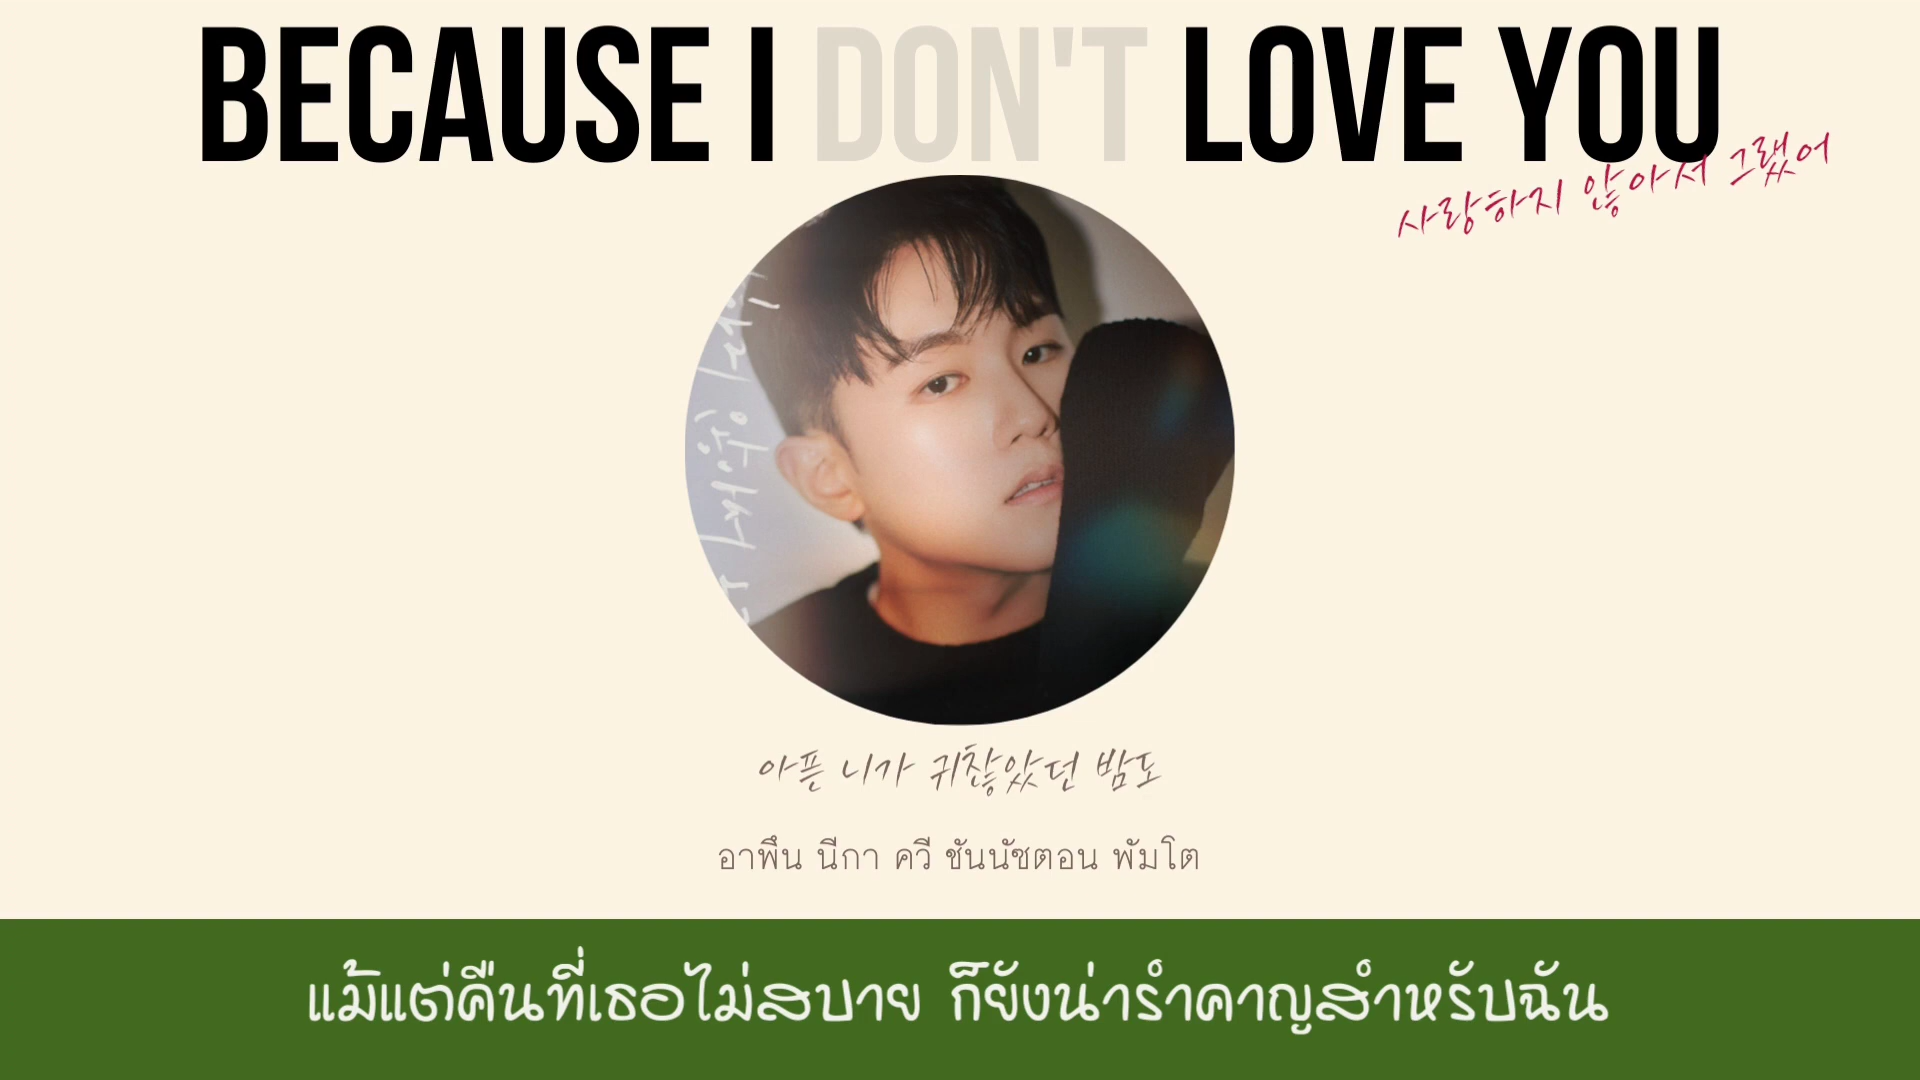 BECAUSE I DON'T LOVE YOU
사랑하지 않아서 그랬어
아픈 니가 귀찮았던 밤도
อาพึน นีกา ควี ชันนัชตอน พัมโต
แม้แต่คืนที่เธอไม่สบาย ก็ยังน่ารำคาญสำหรับฉัน